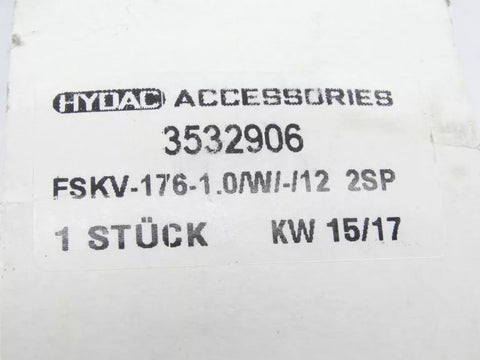 HYDAC ACCESSORIES
3532906
FSKV-176-1.0/W/-/12 2SP
1 STÜCK KW 15/17